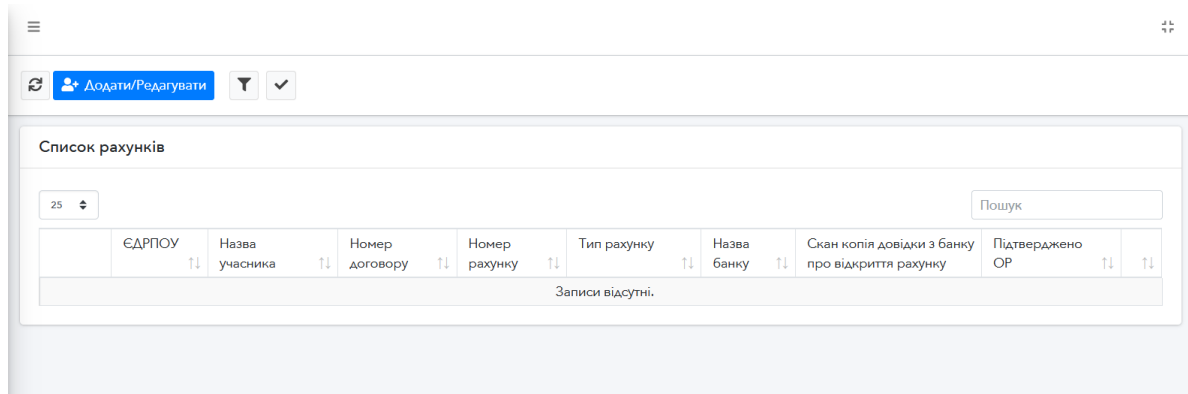 Додати/Редагувати
Список рахунків
25
Пошук
ЄДРПОУ
Назва учасника
Номер договору
Номер рахунку
Тип рахунку
Назва банку
Скан копія довідки з банку про відкриття рахунку
Підтверджено ОР
Записи відсутні.